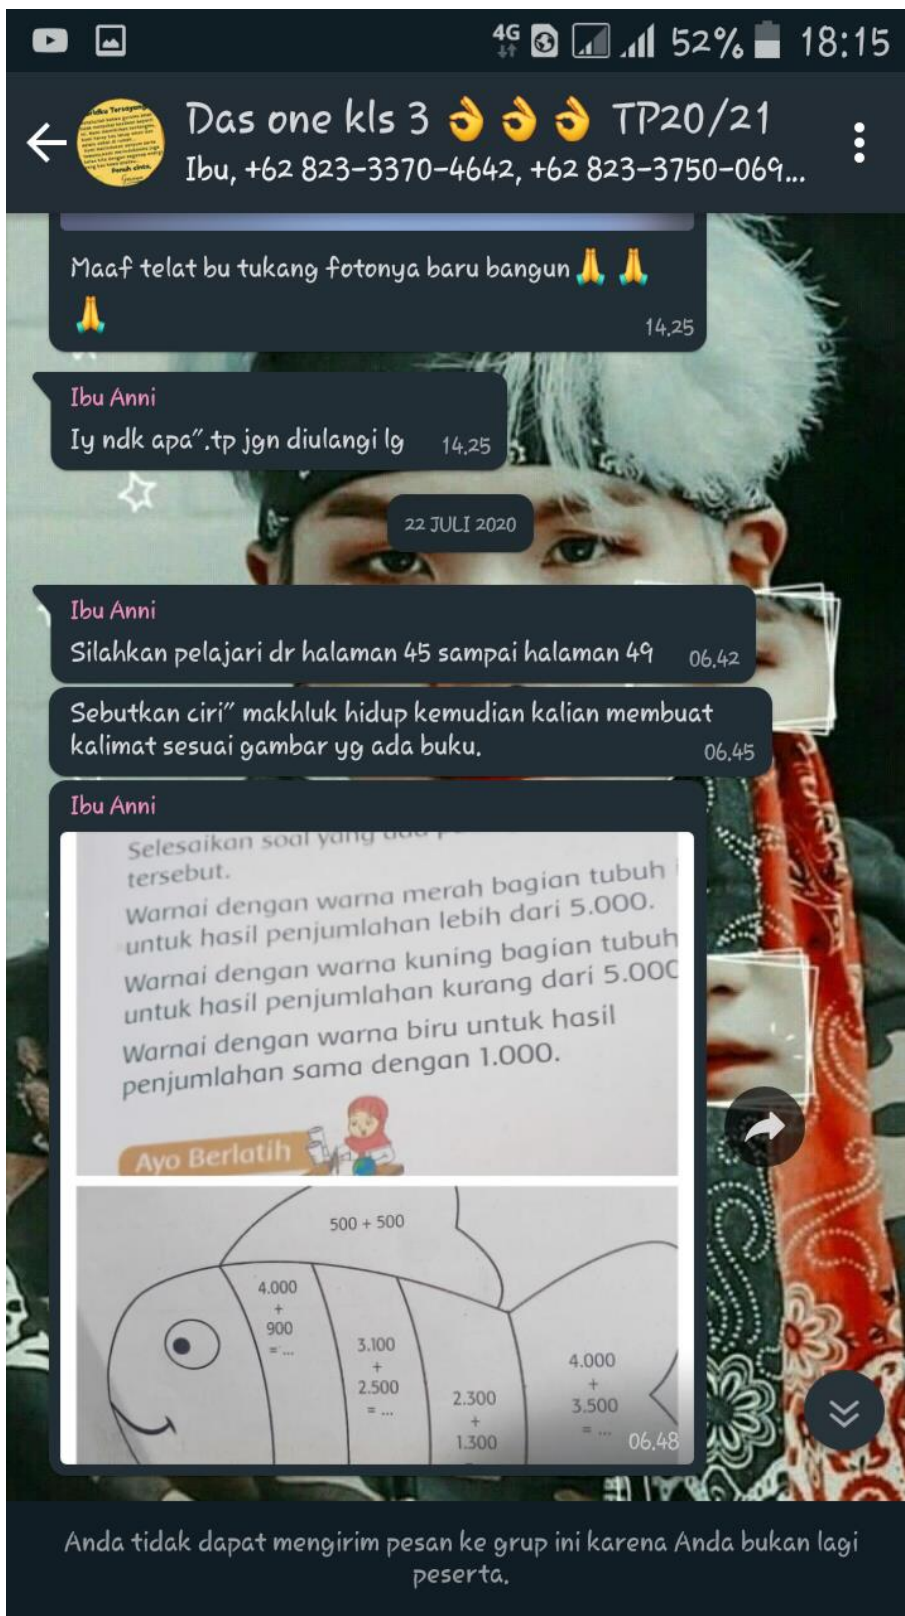 4G 52% 18:15
Das one kls 3 👌👌👌 TP20/21
Ibu, +62 823-3370-4642, +62 823-3750-069...
Maaf telat bu tukang fotonya baru bangun🙏🙏
🙏
14.25
Ibu Anni
Iy ndk apa”.tp jgn diulangi lg 14.25
22 JULI 2020
Ibu Anni
Silahkan pelajari dr halaman 45 sampai halaman 49 06.42
Sebutkan ciri” makhluk hidup kemudian kalian membuat
kalimat sesuai gambar yg ada buku. 06.45
Ibu Anni
Selesaikan soal yang
tersebut.
Warnai dengan warna merah bagian tubuh
untuk hasil penjumlahan lebih dari 5.000.
Warnai dengan warna kuning bagian tubuh
untuk hasil penjumlahan kurang dari 5.000
Warnai dengan warna biru untuk hasil
penjumlahan sama dengan 1.000.
Ayo Berlatih
500 + 500
4.000
+
900
= ...
3.100
+
2.500
= ...
2.300
+
1.300
4.000
+
3.500
= ...
06.48
Anda tidak dapat mengirim pesan ke grup ini karena Anda bukan lagi
peserta.